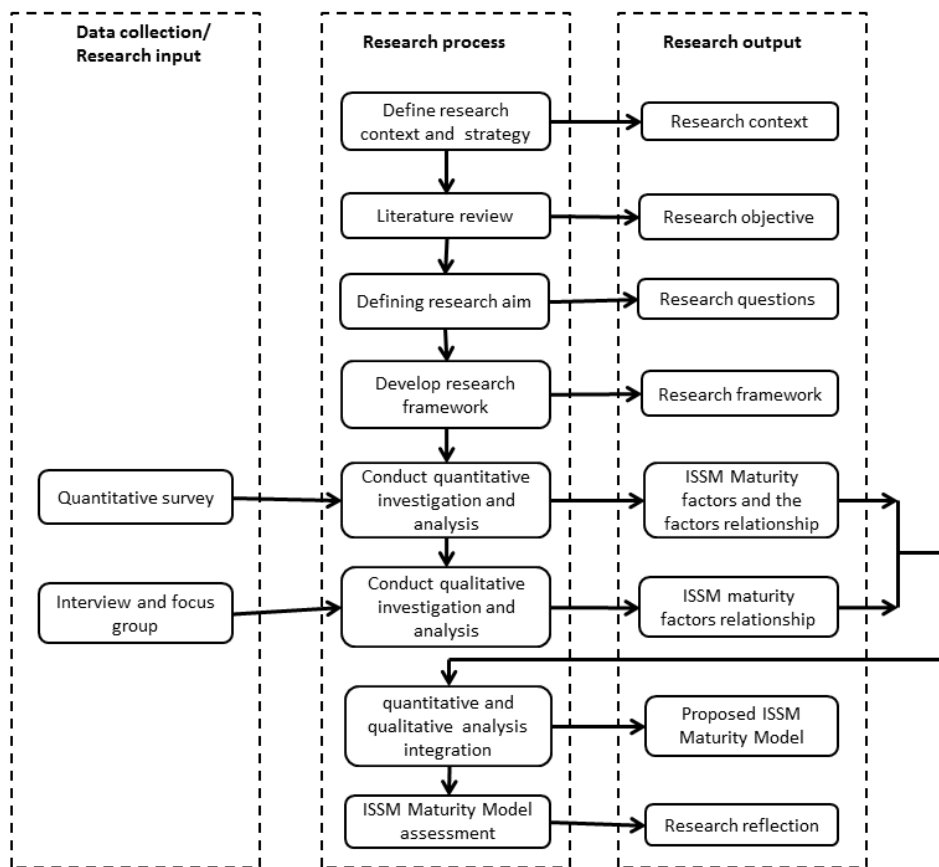 Data collection/
Research input
Research process
Research output
Define research
context and strategy
Research context
Literature review
Research objective
Defining research aim
Research questions
Develop research
framework
Research framework
Quantitative survey
Conduct quantitative
investigation and
analysis
ISSM Maturity
factors and the
factors relationship
Interview and focus
group
Conduct qualitative
investigation and
analysis
ISSM maturity
factors relationship
quantitative and
qualitative analysis
integration
Proposed ISSM
Maturity Model
ISSM Maturity Model
assessment
Research reflection